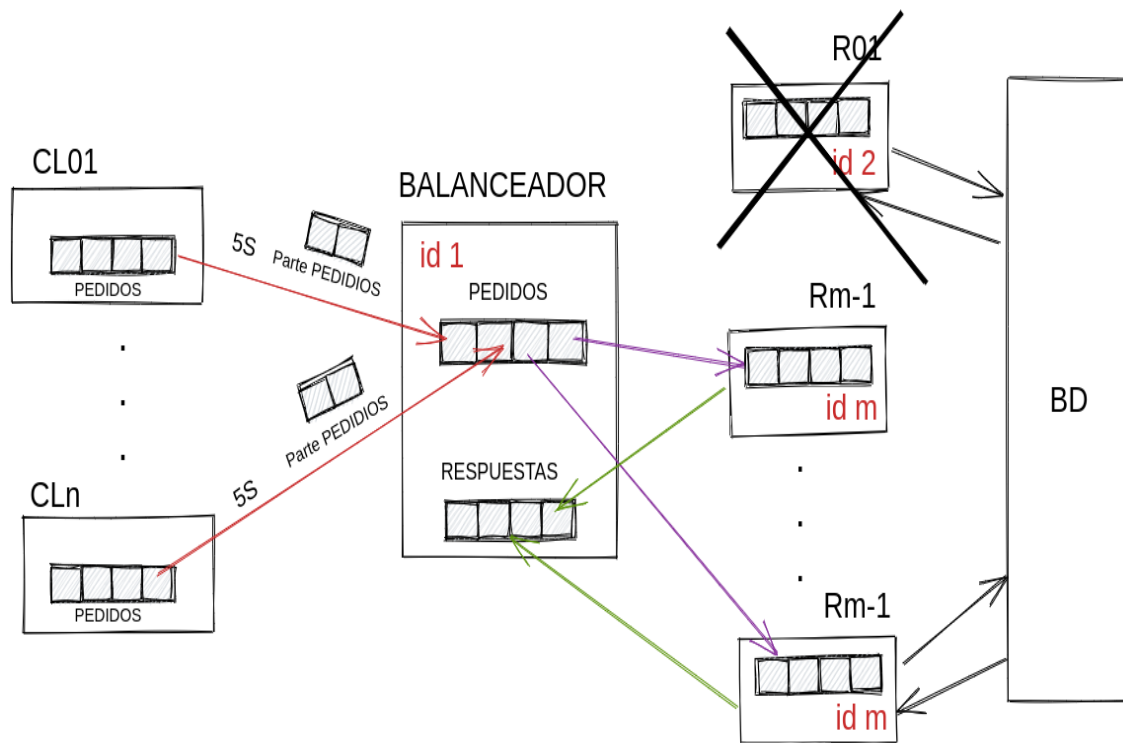 R01
id 2
CL01
PEDIDOS
5S
Parte PEDIDIOS
BALANCEADOR
id 1
PEDIDOS
Rm-1
id m
BD
Parte PEDIDIOS
5S
RESPUESTAS
CLn
PEDIDOS
Rm-1
id m